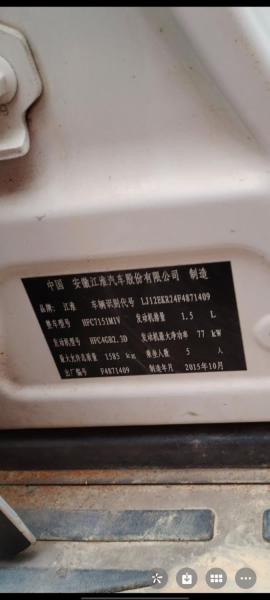 中国 安徽江淮汽车股份有限公司 制造
品牌: 江淮 车辆识别代号 LJ12EKR24F4871409
整车型号 HFC7151M1V 发动机排量 1.5 L
发动机型号 HFC4GB2.3D 发动机最大净功率 77 kW
最大允许总质量 1585 kg 乘坐人数 5 人
出厂编号 F4871409 制造年月 2015年10月